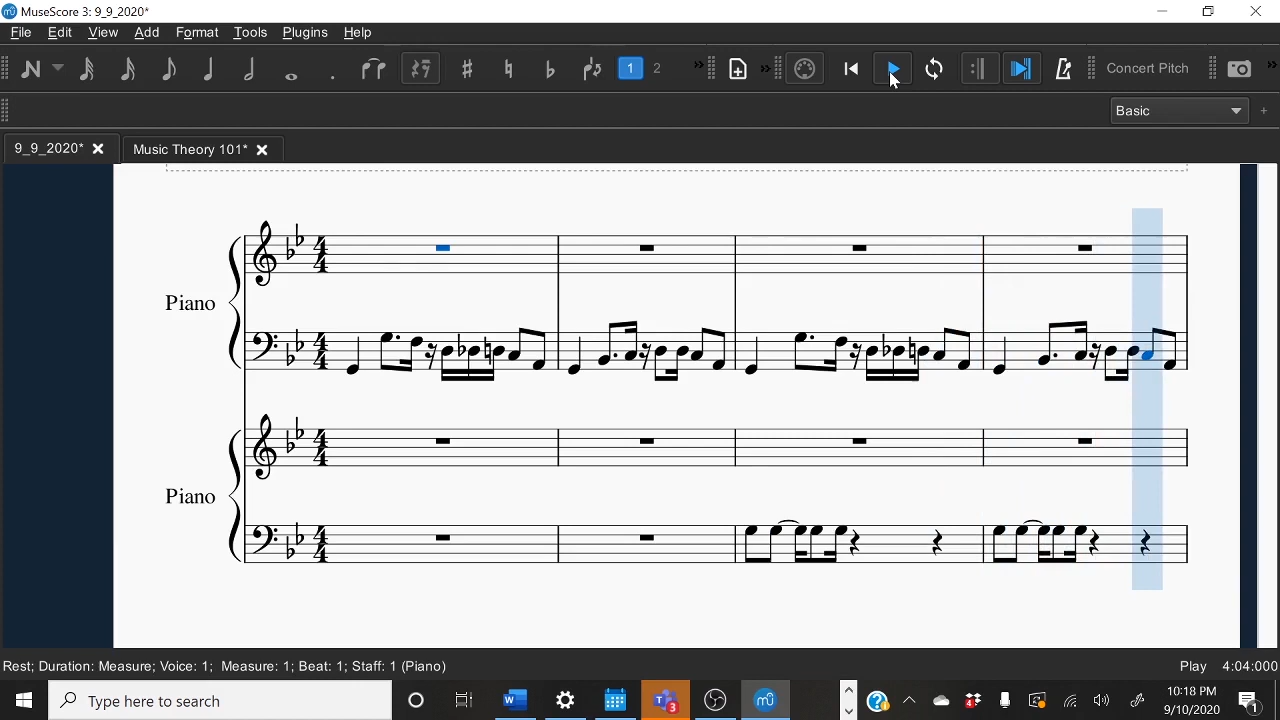 MuseScore 3: 9_9_2020*
File Edit View Add Format Tools Plugins Help
1 2 Concert Pitch
Basic
9_9_2020* Music Theory 101*
Piano
Piano
Rest; Duration: Measure; Voice: 1; Measure: 1; Beat: 1; Staff: 1 (Piano) Play 4:04:000
Type here to search
3
10:18 PM
9/10/2020
1